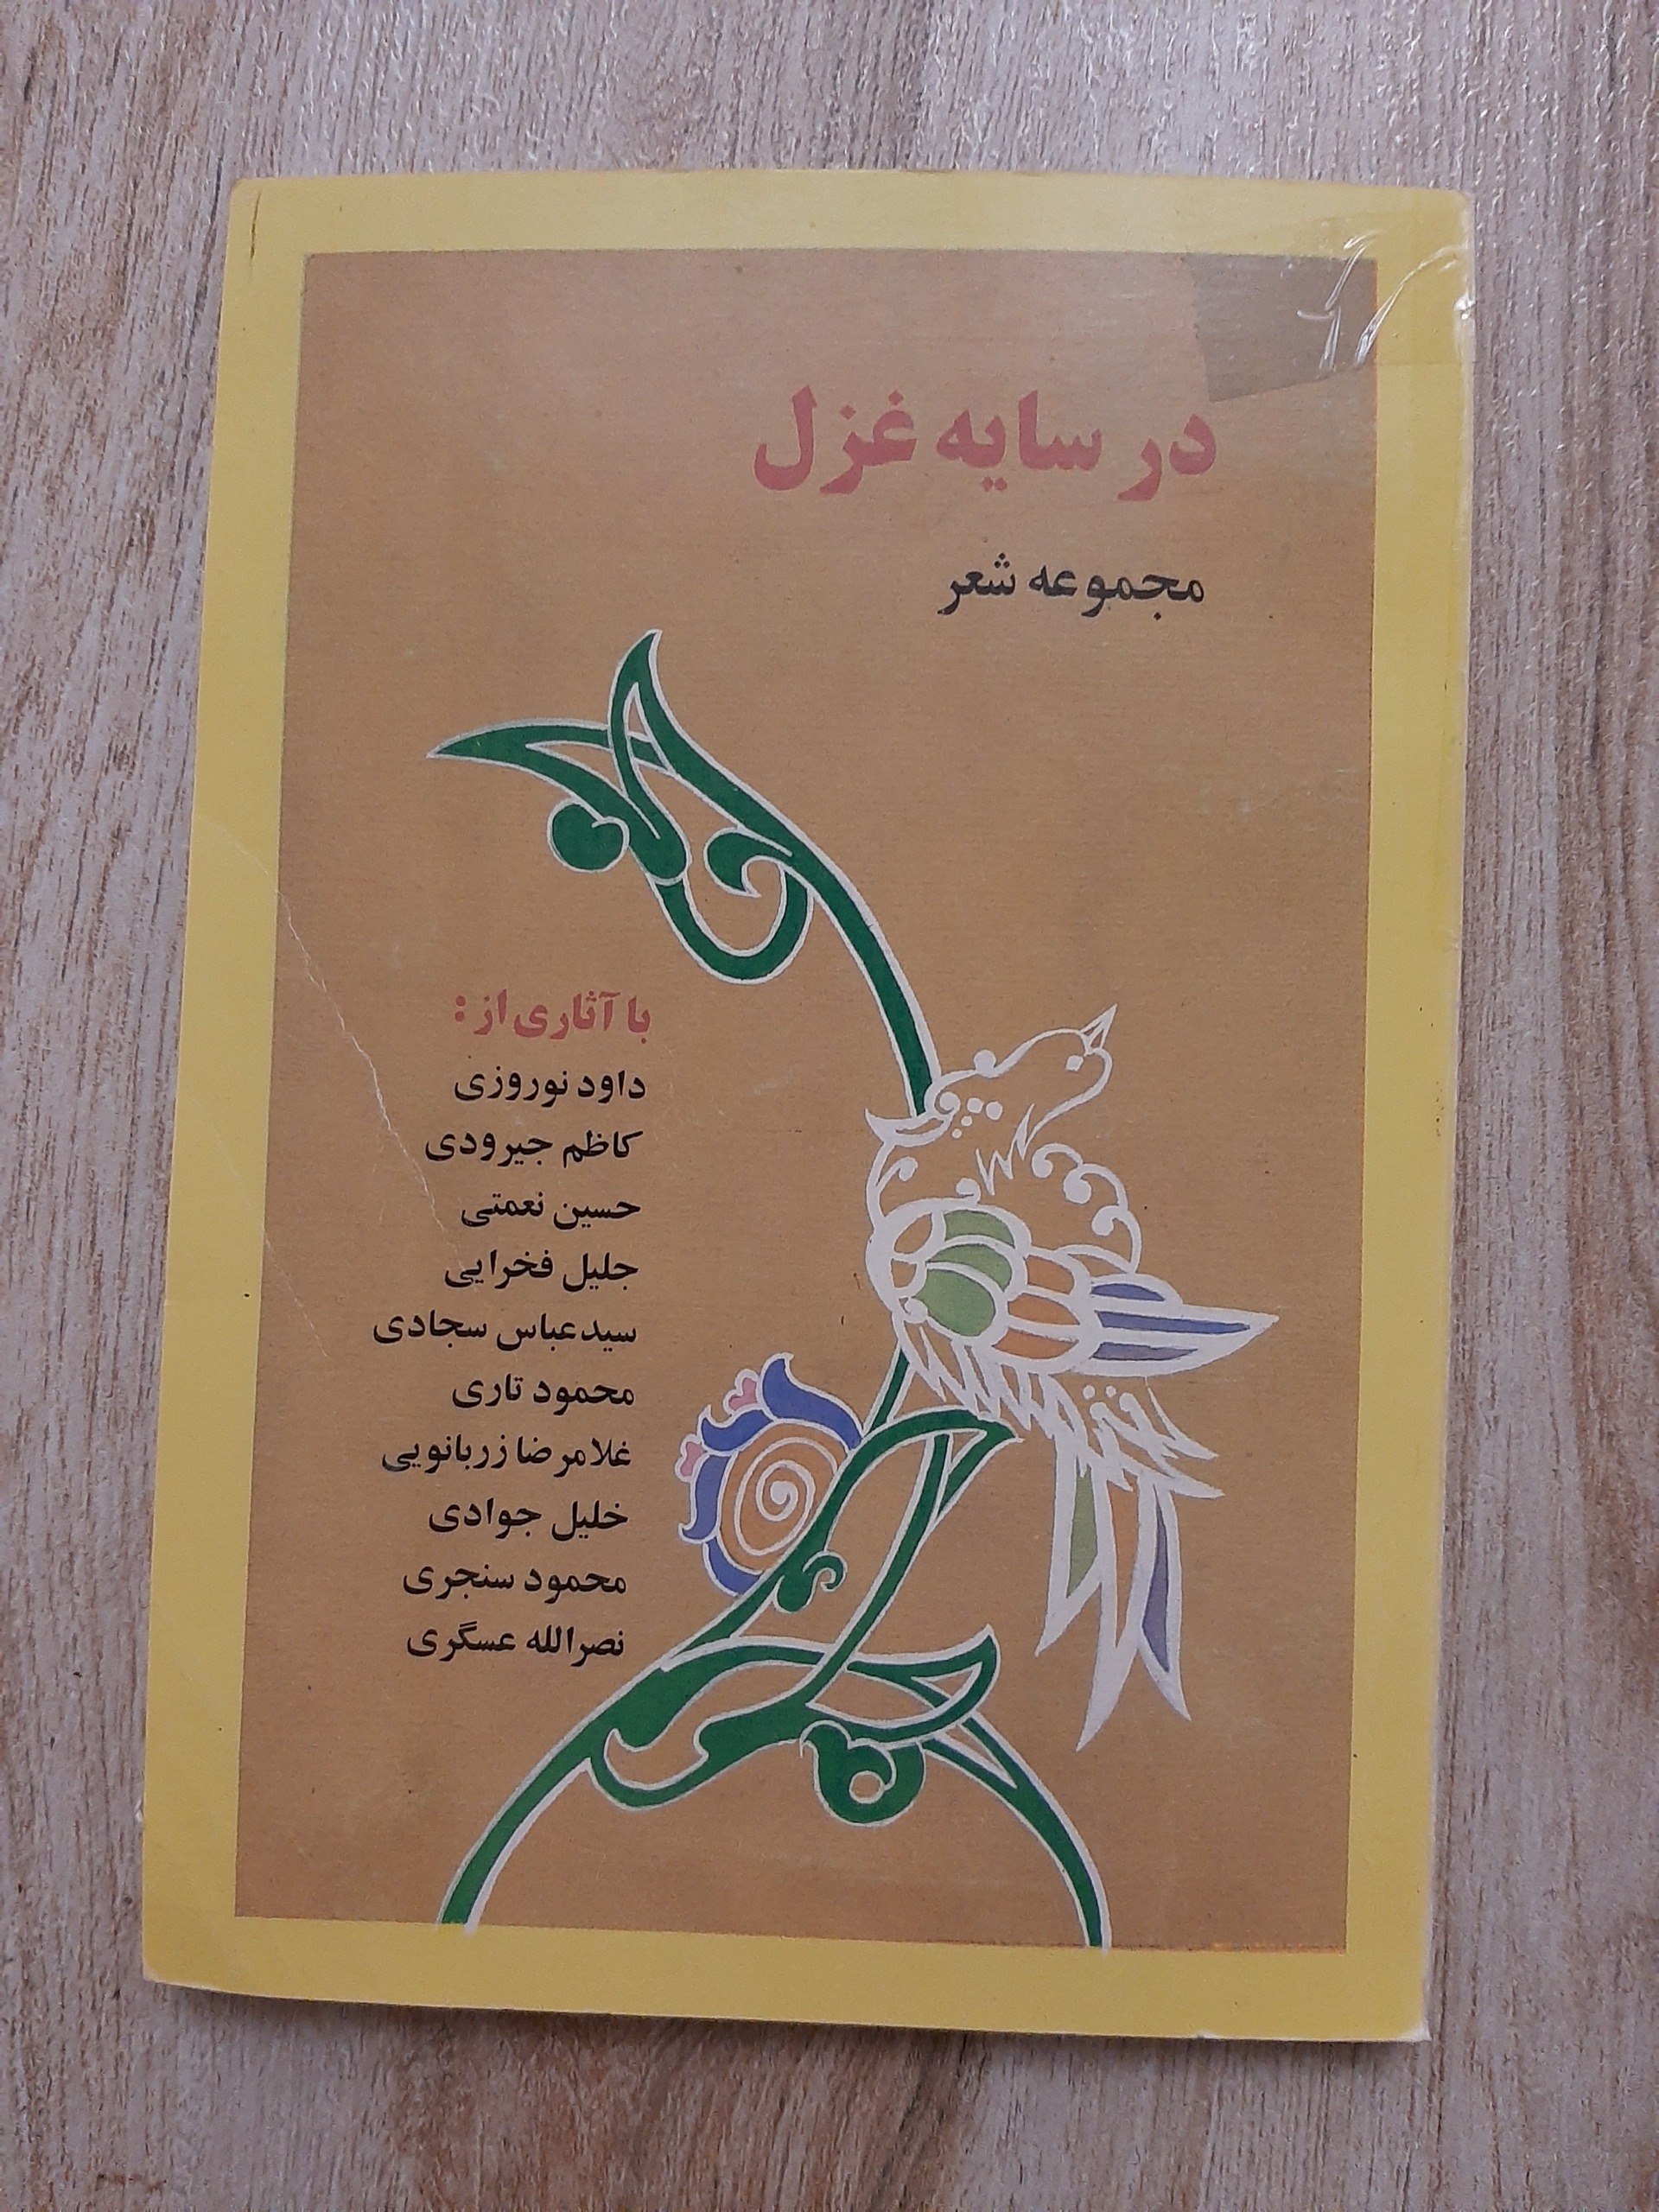 در سایه غزل
مجموعه شعر
با آثاری از:
داود نوروزی
کاظم جیرودی
حسین نعمتی
جلیل فخرایی
سیدعباس سجادی
محمود تاری
غلامرضا زربانویی
خلیل جوادی
محمود سنجری
نصرالله عسگری